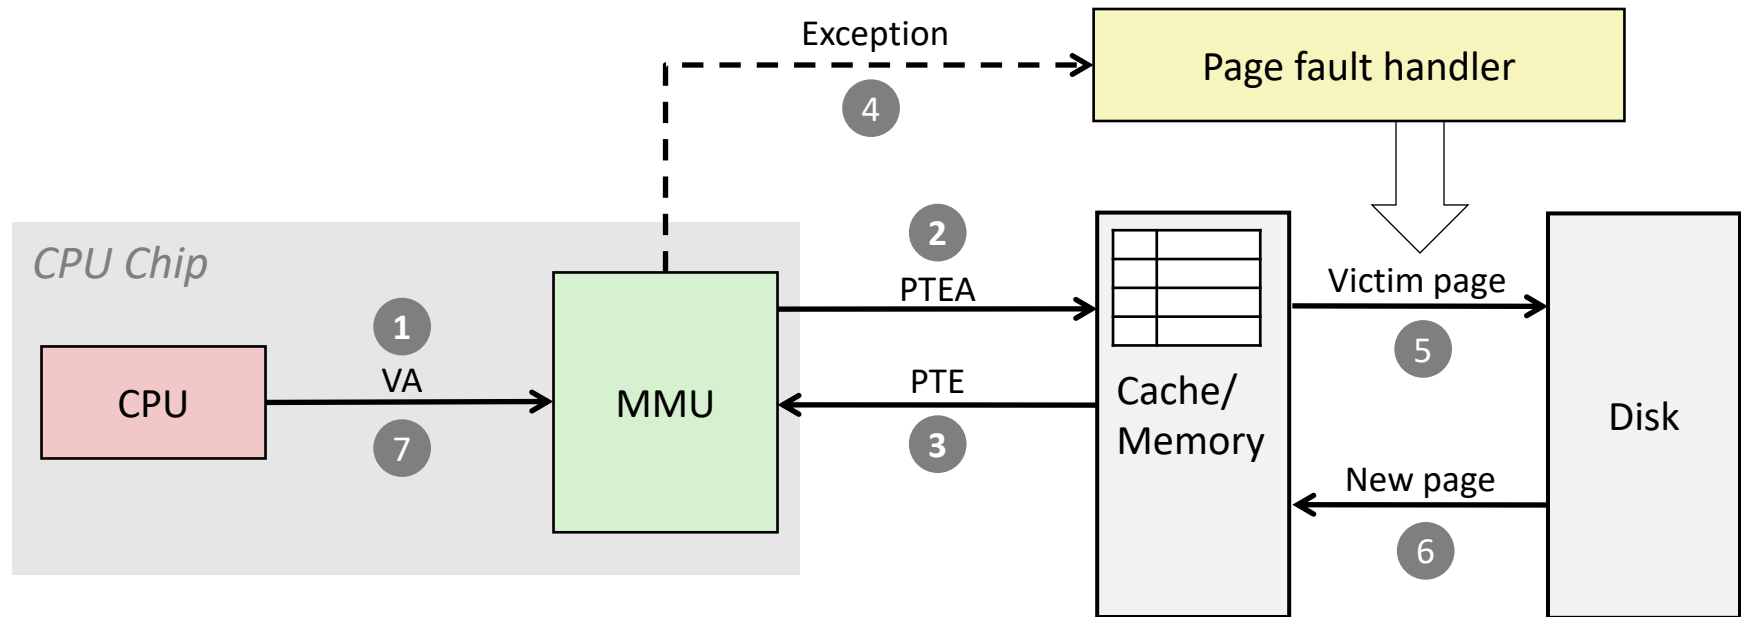 Exception
Page fault handler
4
CPU Chip
2
PTEA
Victim page
1
VA
CPU
7
MMU
PTE
3
5
Cache/
Memory
Disk
New page
6